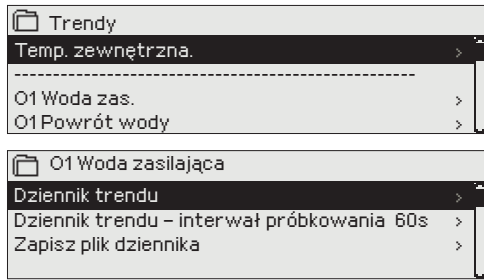 Trendy
Temp. zewnętrzna. >
----------------------------------------------------
O1 Woda zas. >
O1 Powrót wody >
O1 Woda zasilająca
Dziennik trendu >
Dziennik trendu – interwał próbkowania 60s >
Zapisz plik dziennika >